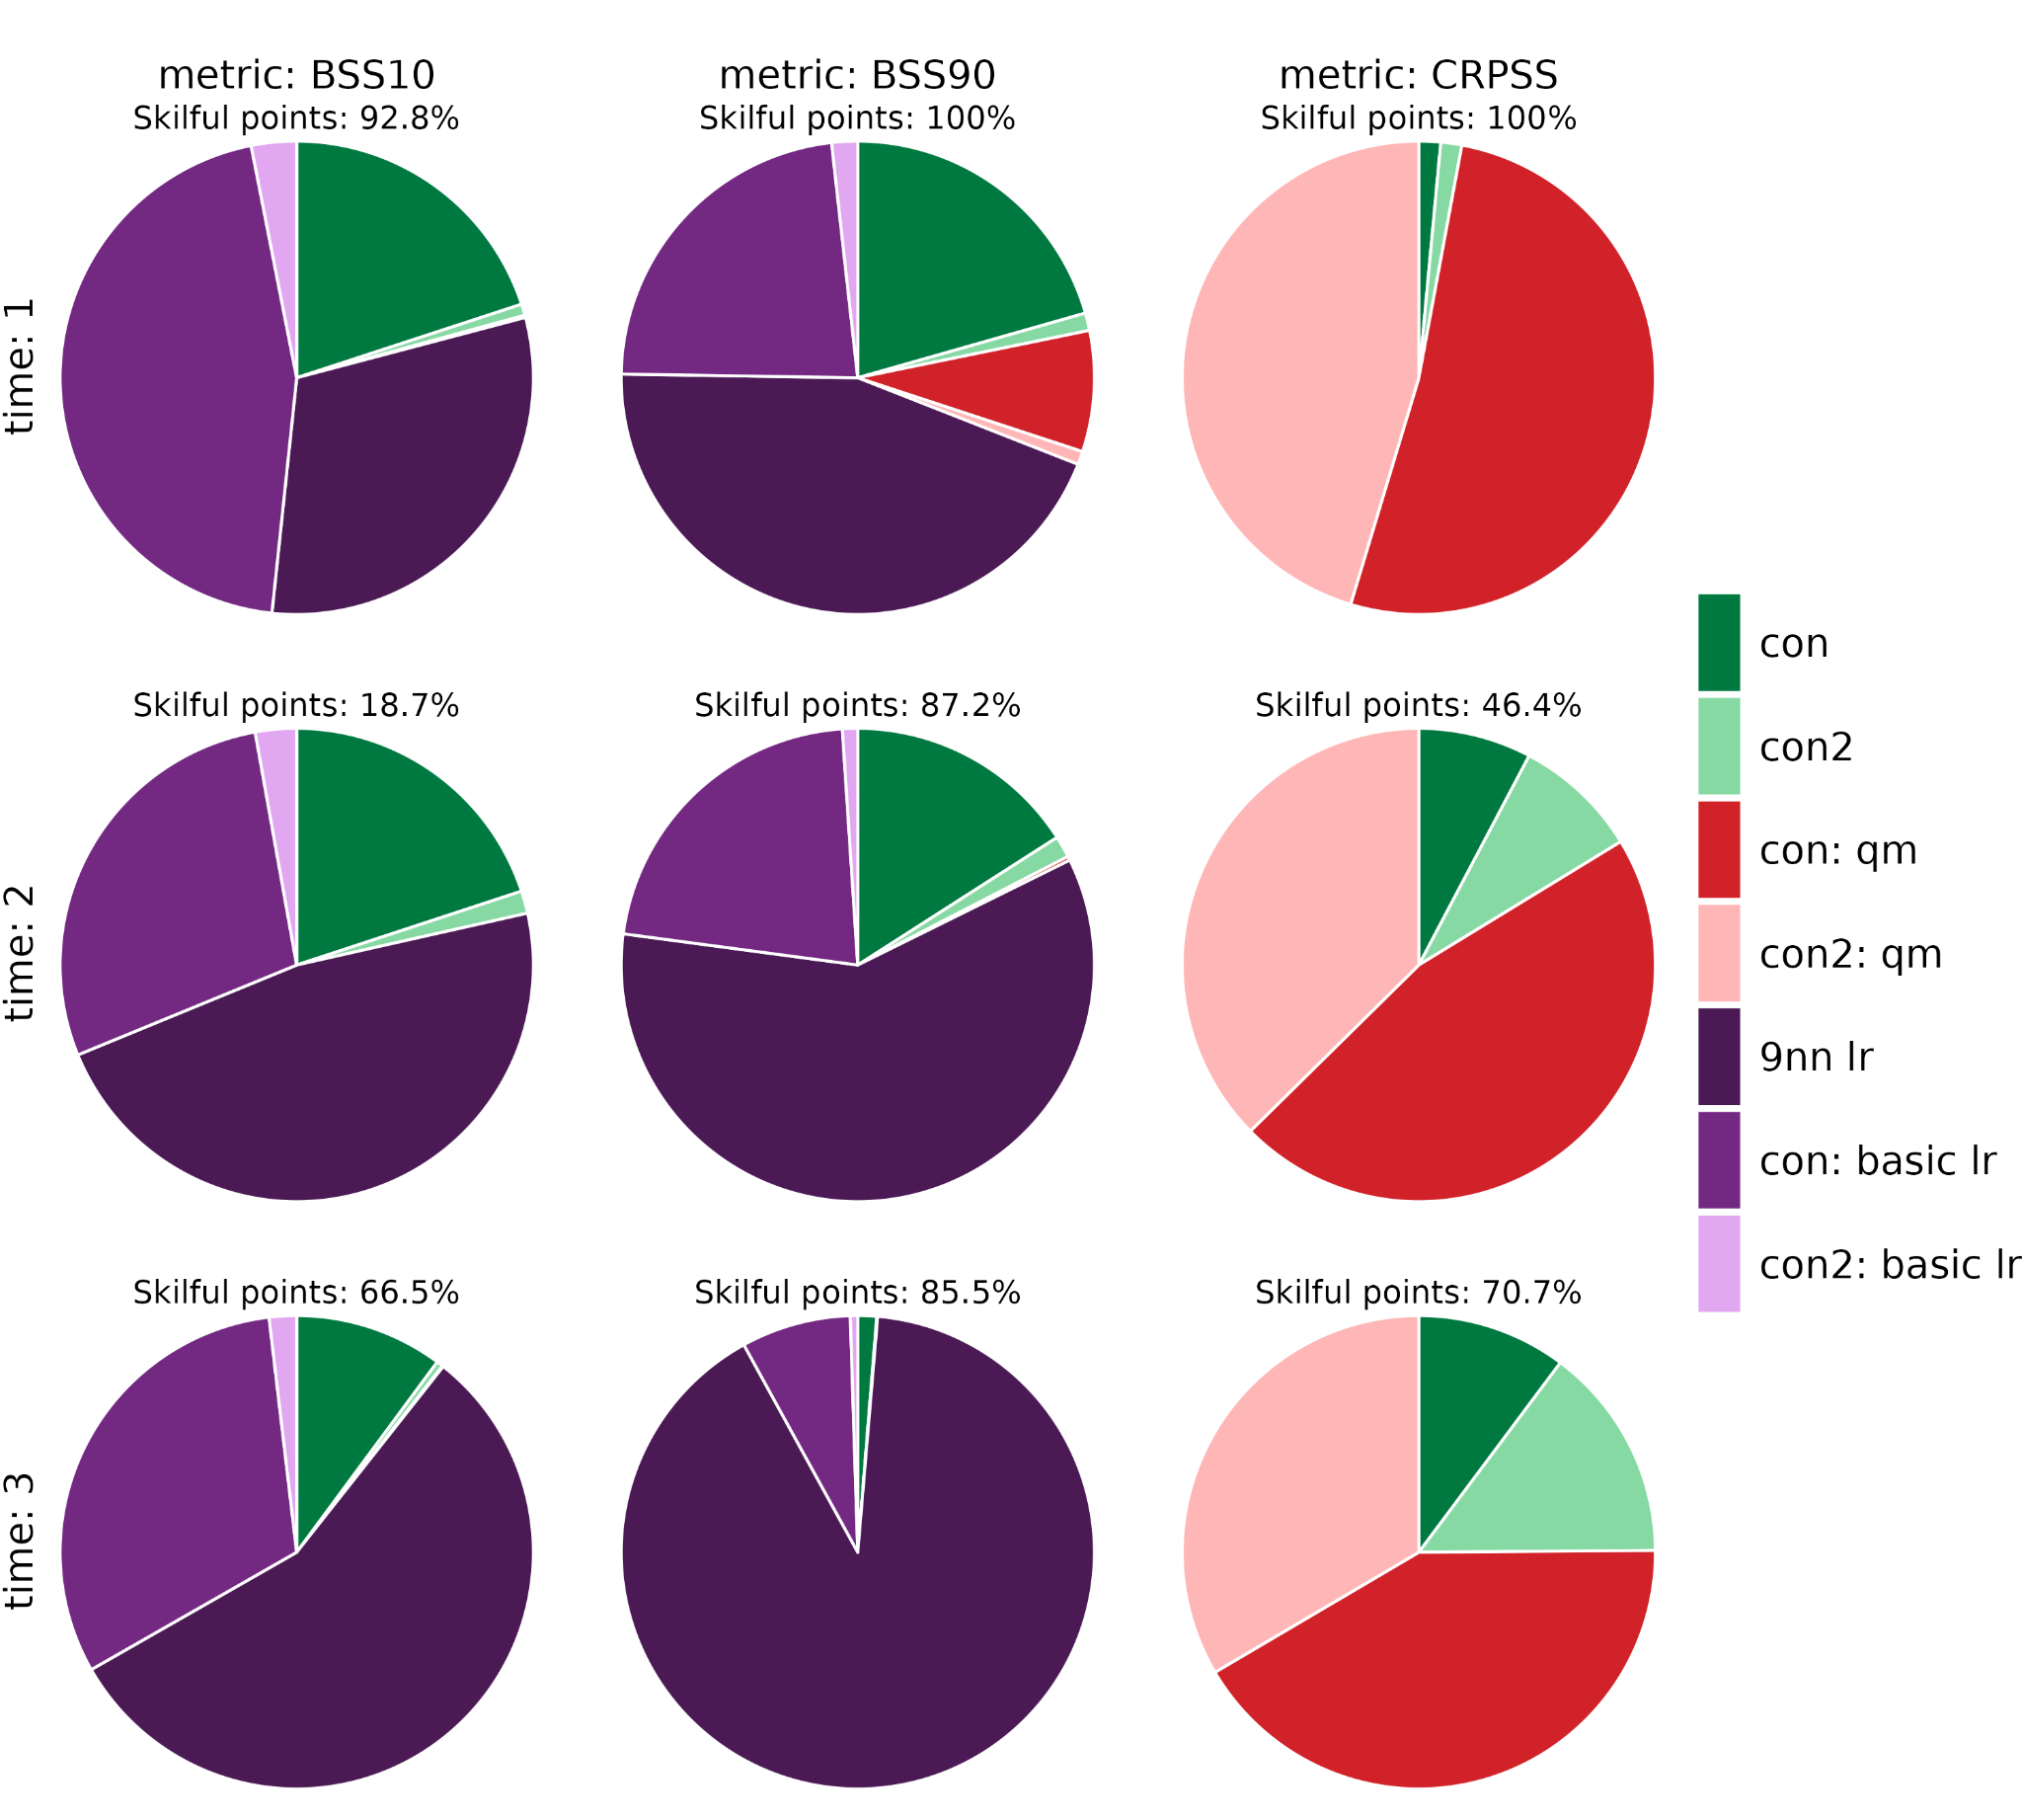 metric: BSS10
Skilful points: 92.8%
metric: BSS90
Skilful points: 100%
metric: CRPSS
Skilful points: 100%
time: 1
Skilful points: 18.7%
Skilful points: 87.2%
Skilful points: 46.4%
time: 2
Skilful points: 66.5%
Skilful points: 85.5%
Skilful points: 70.7%
time: 3
con
con2
con: qm
con2: qm
9nn lr
con: basic lr
con2: basic lr